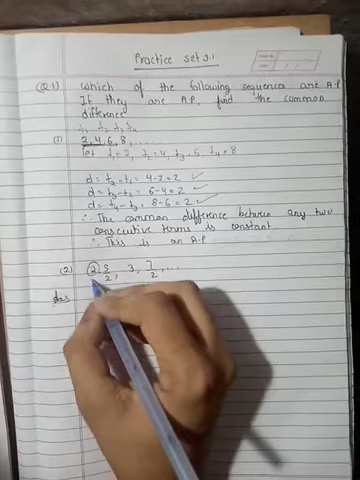 Practice set 3.1
Q.1) Which of the following sequences are A.P
If they are A.P, find the common
difference
t₁ t₂ t₃ t₄
(1) 2, 4, 6, 8, .....
Let t₁ = 2, t₂ = 4, t₃ = 6, t₄ = 8
d = t₂ - t₁ = 4-2 = 2
d = t₃ - t₂ = 6-4 = 2
d = t₄ - t₃ = 8-6 = 2
∴ The common difference between any two
consecutive terms is constant
∴ This is an A.P
(2) 2, 5/2, 3, 7/2, ...
Ans